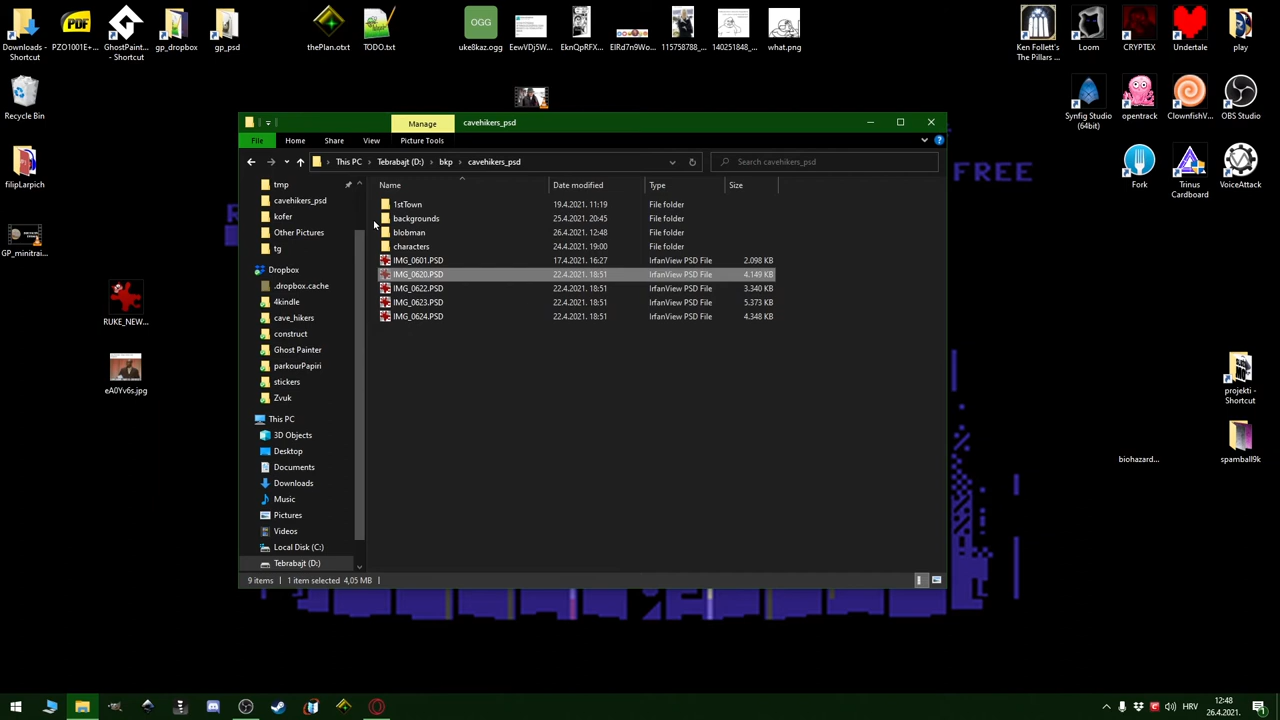 Downloads - Shortcut
PZO1001E+...
GhostPaint... - Shortcut
gp_dropbox
gp_psd
thePlan.otxt
TODO.txt
OGG
uke8kaz.ogg
EewVDj5W...
EknQpRFX...
EIRd7n9Wo...
115758788_...
140251848_...
what.png
Ken Follett's The Pillars ...
Loom
CRYPTEX
Undertale
play
Recycle Bin
Synfig Studio (64bit)
opentrack
ClownfishV...
OBS Studio
filipLarpich
Fork
Trinus Cardboard
VoiceAttack
FREE
GP_minitrai...
RUKE_NEW...
eA0Yv6s.jpg
projekti - Shortcut
biohazard...
spamball9k
Manage
cavehikers_psd
File
Home
Share
View
Picture Tools
This PC
Tebrabajt (D:)
bkp
cavehikers_psd
Search cavehikers_psd
Name
Date modified
Type
Size
tmp
cavehikers_psd
kofer
Other Pictures
tg
Dropbox
.dropbox.cache
4kindle
cave_hikers
construct
Ghost Painter
parkourPapiri
stickers
Zvuk
This PC
3D Objects
Desktop
Documents
Downloads
Music
Pictures
Videos
Local Disk (C:)
Tebrabajt (D:)
1stTown 19.4.2021. 11:19 File folder
backgrounds 25.4.2021. 20:45 File folder
blobman 26.4.2021. 12:48 File folder
characters 24.4.2021. 19:00 File folder
IMG_0601.PSD 17.4.2021. 16:27 IrfanView PSD File 2.098 KB
IMG_0620.PSD 22.4.2021. 18:51 IrfanView PSD File 4.149 KB
IMG_0622.PSD 22.4.2021. 18:51 IrfanView PSD File 3.340 KB
IMG_0623.PSD 22.4.2021. 18:51 IrfanView PSD File 5.373 KB
IMG_0624.PSD 22.4.2021. 18:51 IrfanView PSD File 4.348 KB
9 items
1 item selected 4,05 MB
HRV
12:48
26.4.2021.